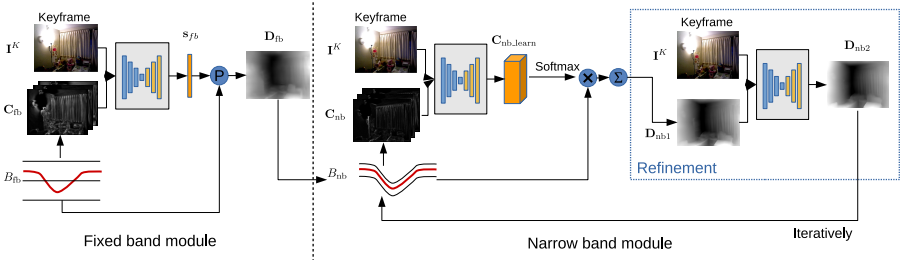 Keyframe
I^K
C_fb
B_fb
s_fb
P
D_fb
Fixed band module
Keyframe
I^K
C_nb
B_nb
C_nb_learn
Softmax
×
Σ
Keyframe
I^K
D_nb1
D_nb2
Refinement
Iteratively
Narrow band module